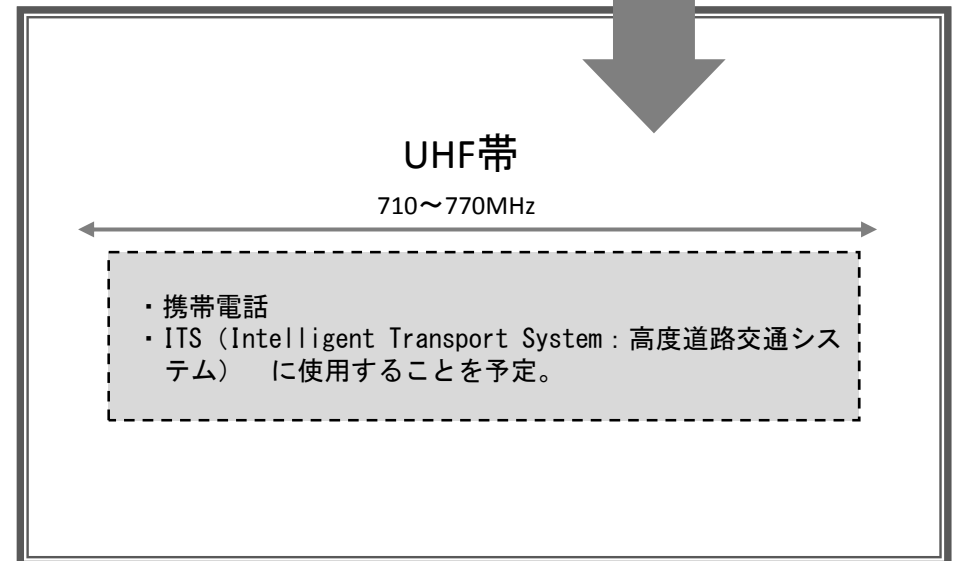 UHF帯
710～770MHz
・携帯電話
・ITS（Intelligent Transport System：高度道路交通シス
テム）　に使用することを予定。